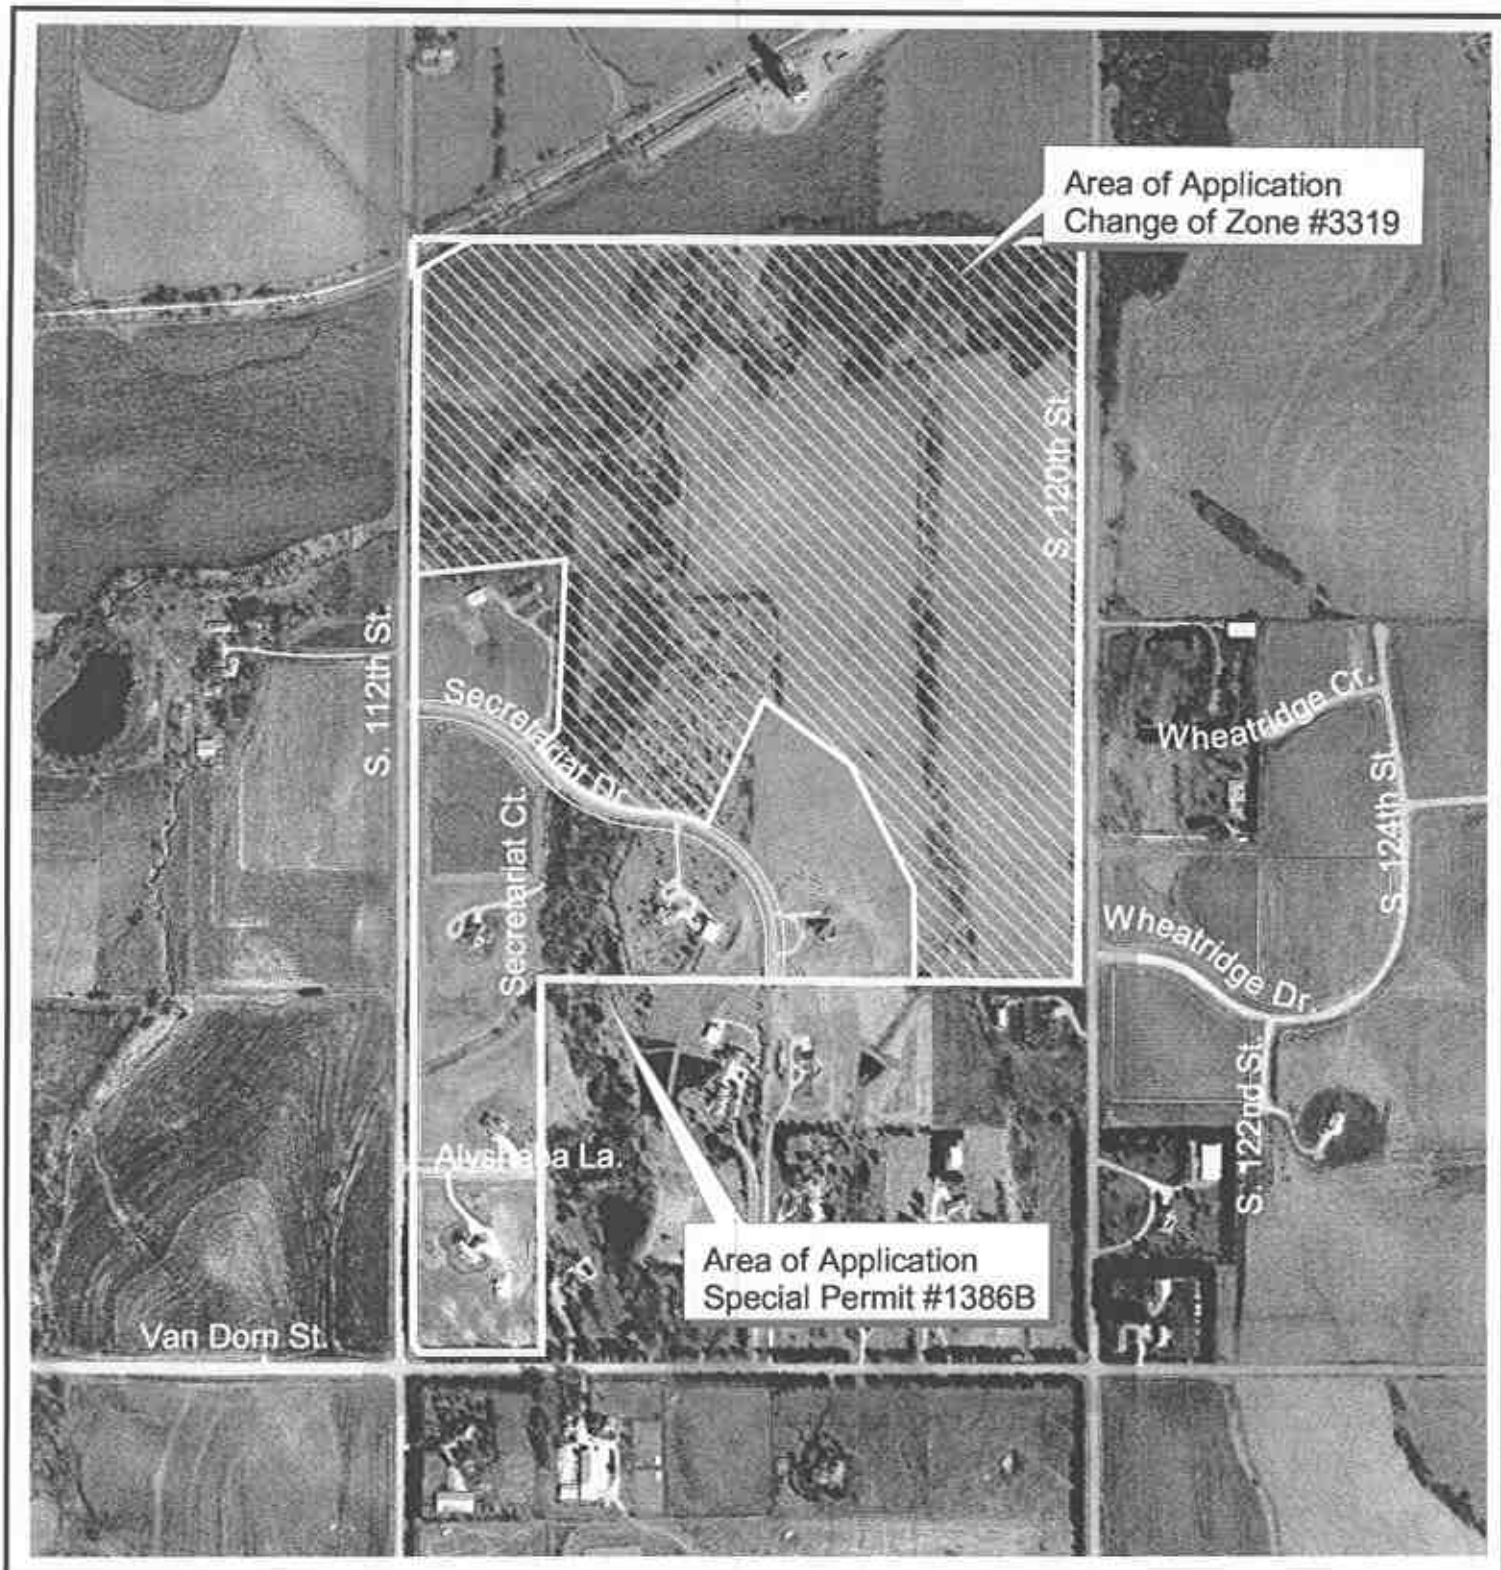 Area of Application
Change of Zone #3319
S. 120th St.
S. 112th St.
Secretariat Dr.
Wheatridge Cr.
S. 124th St.
Secretariat Ct.
Wheatridge Dr.
S. 122nd St.
Alysheba La.
Area of Application
Special Permit #1386B
Van Dorn St.